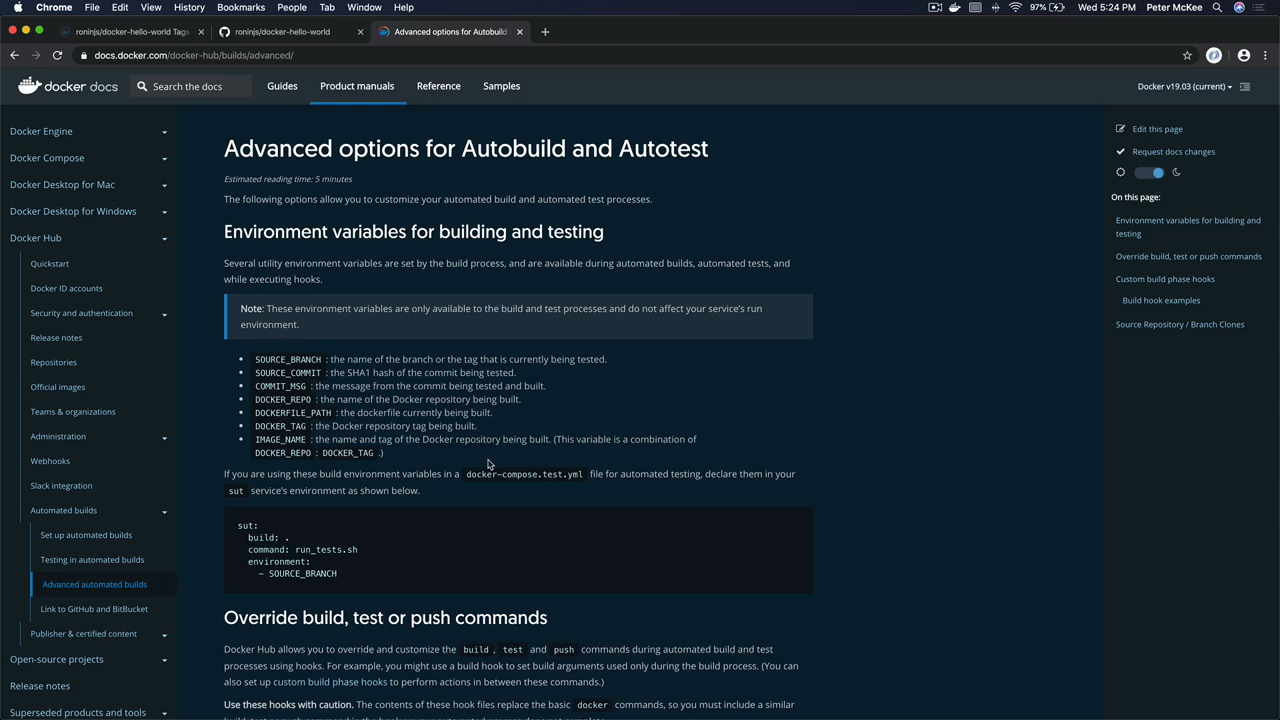 Chrome File Edit View History Bookmarks People Tab Window Help 97% Wed 5:24 PM Peter McKee
roninjs/docker-hello-world Tags roninjs/docker-hello-world Advanced options for Autobuild
docs.docker.com/docker-hub/builds/advanced/
docker docs Search the docs Guides Product manuals Reference Samples Docker v19.03 (current)
Docker Engine
Docker Compose
Docker Desktop for Mac
Docker Desktop for Windows
Docker Hub
Quickstart
Docker ID accounts
Security and authentication
Release notes
Repositories
Official images
Teams & organizations
Administration
Webhooks
Slack integration
Automated builds
Set up automated builds
Testing in automated builds
Advanced automated builds
Link to GitHub and BitBucket
Publisher & certified content
Open-source projects
Release notes
Superseded products and tools
Advanced options for Autobuild and Autotest
Estimated reading time: 5 minutes
The following options allow you to customize your automated build and automated test processes.
Environment variables for building and testing
Several utility environment variables are set by the build process, and are available during automated builds, automated tests, and
while executing hooks.
Note: These environment variables are only available to the build and test processes and do not affect your service's run
environment.
• SOURCE_BRANCH : the name of the branch or the tag that is currently being tested.
• SOURCE_COMMIT : the SHA1 hash of the commit being tested.
• COMMIT_MSG : the message from the commit being tested and built.
• DOCKER_REPO : the name of the Docker repository being built.
• DOCKERFILE_PATH : the dockerfile currently being built.
• DOCKER_TAG : the Docker repository tag being built.
• IMAGE_NAME : the name and tag of the Docker repository being built. (This variable is a combination of
DOCKER_REPO : DOCKER_TAG .)
If you are using these build environment variables in a docker-compose.test.yml file for automated testing, declare them in your
sut service's environment as shown below.
sut:
build: .
command: run_tests.sh
environment:
- SOURCE_BRANCH
Override build, test or push commands
Docker Hub allows you to override and customize the build , test and push commands during automated build and test
processes using hooks. For example, you might use a build hook to set build arguments used only during the build process. (You can
also set up custom build phase hooks to perform actions in between these commands.)
Use these hooks with caution. The contents of these hook files replace the basic docker commands, so you must include a similar
Edit this page
Request docs changes
On this page:
Environment variables for building and
testing
Override build, test or push commands
Custom build phase hooks
Build hook examples
Source Repository / Branch Clones